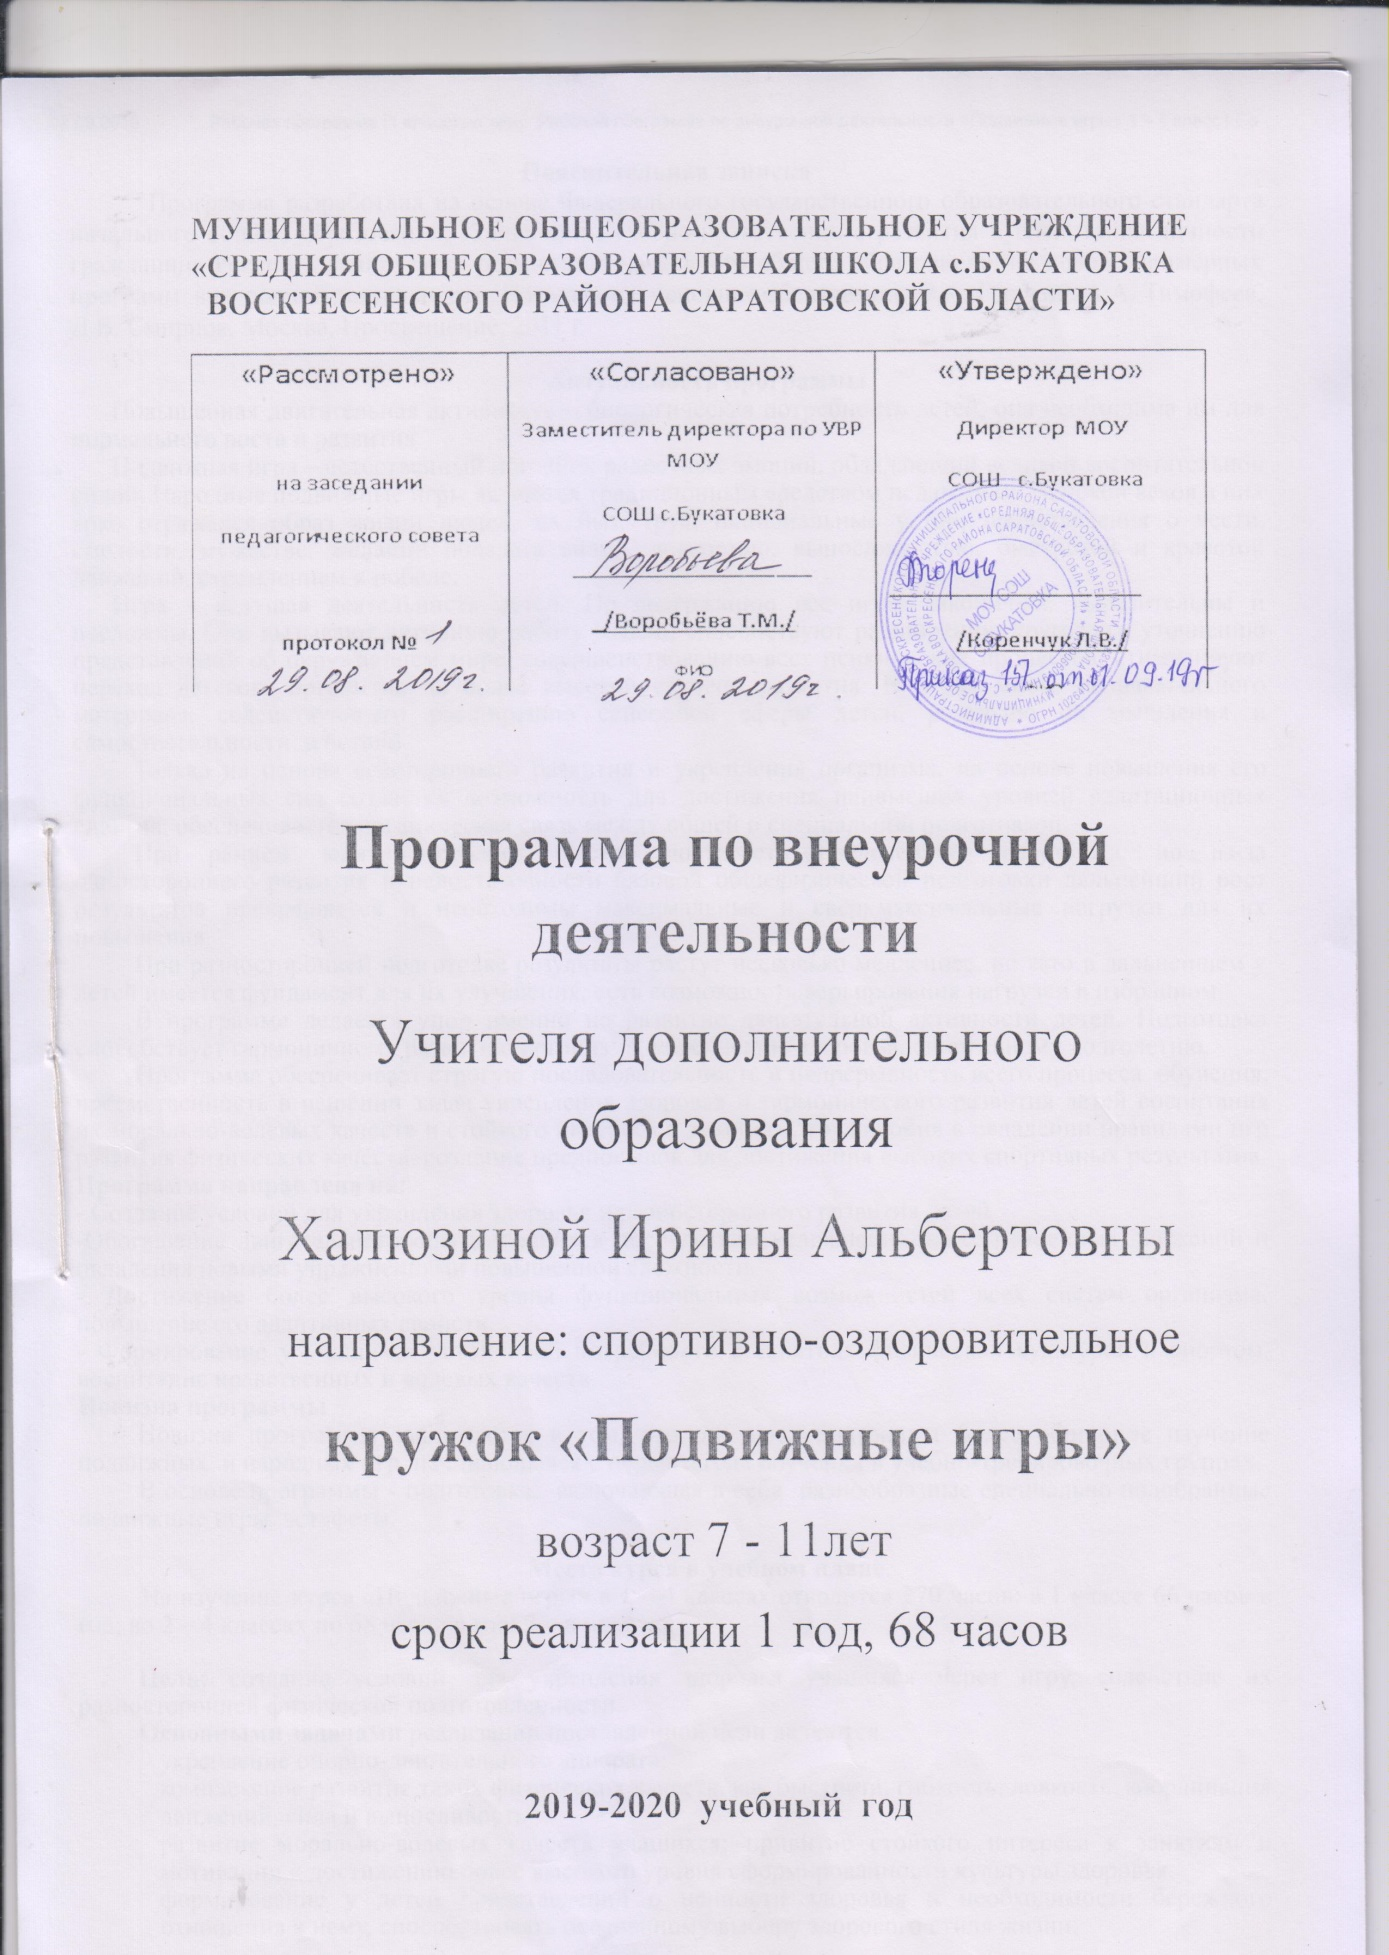 МУНИЦИПАЛЬНОЕ ОБЩЕОБРАЗОВАТЕЛЬНОЕ УЧРЕЖДЕНИЕ
«СРЕДНЯЯ ОБЩЕОБРАЗОВАТЕЛЬНАЯ ШКОЛА с.БУКАТОВКА
ВОСКРЕСЕНСКОГО РАЙОНА САРАТОВСКОЙ ОБЛАСТИ»
«Рассмотрено»
на заседании
педагогического совета
протокол № 1
29.08. 2019г.
«Согласовано»
Заместитель директора по УВР
МОУ
СОШ с.Букатовка
Воробьева
/Воробьёва Т.М./
ФИО
29.08. 2019г.
«Утверждено»
Директор МОУ
СОШ с.Букатовка
/Коренчук Л.В./
Приказ 157 от 01.09.19г
МОУ СОШ
с.БУКАТОВКА
Программа по внеурочной
деятельности
Учителя дополнительного
образования
Халюзиной Ирины Альбертовны
направление: спортивно-оздоровительное
кружок «Подвижные игры»
возраст 7 - 11лет
срок реализации 1 год, 68 часов
2019-2020 учебный год